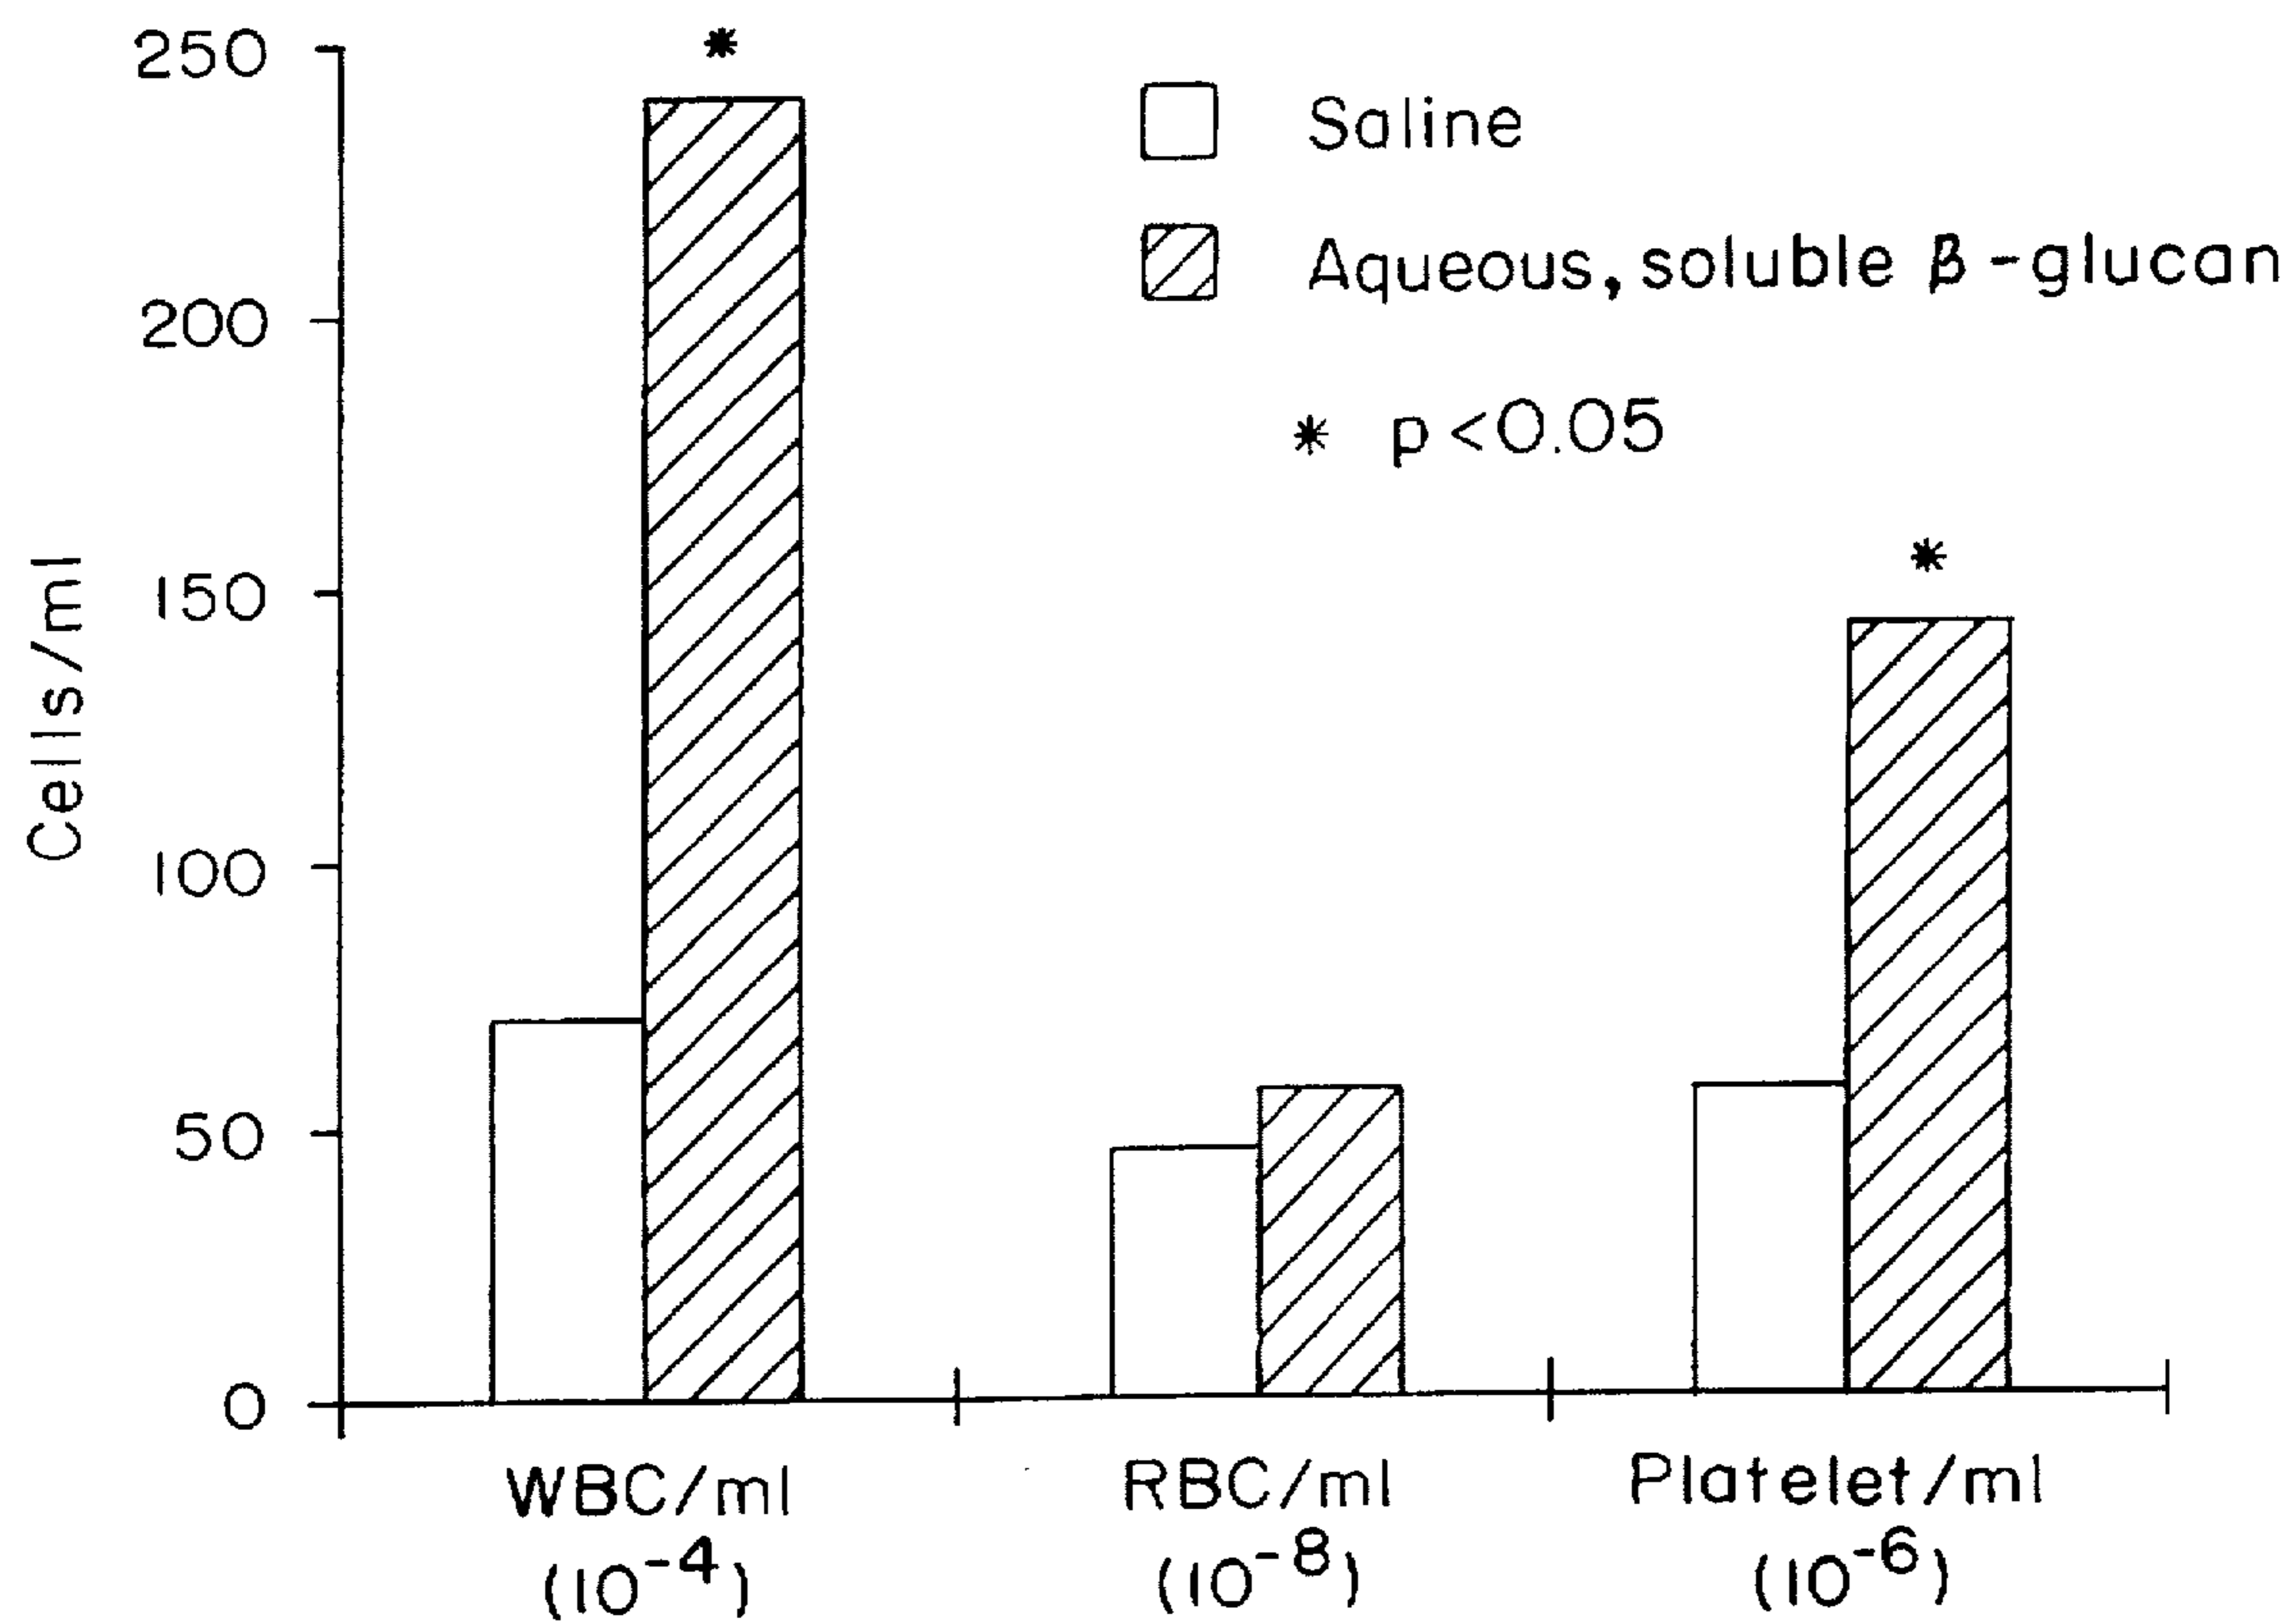 250
200
150
100
50
0
Cells/ml
Saline
Aqueous, soluble β-glucan
* p<0.05
*
*
WBC/ml
(10⁻⁴)
RBC/ml
(10⁻⁸)
Platelet/ml
(10⁻⁶)